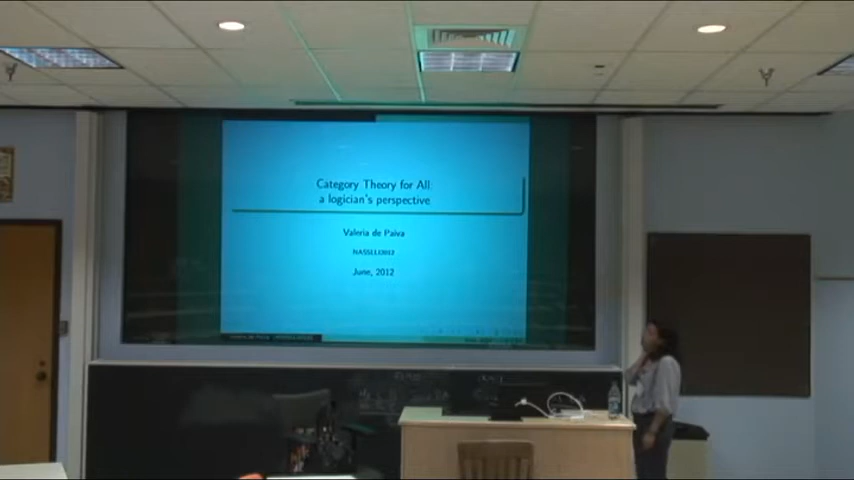 Category Theory for All:
a logician's perspective
Valeria de Paiva
NASSLLI2012
June, 2012